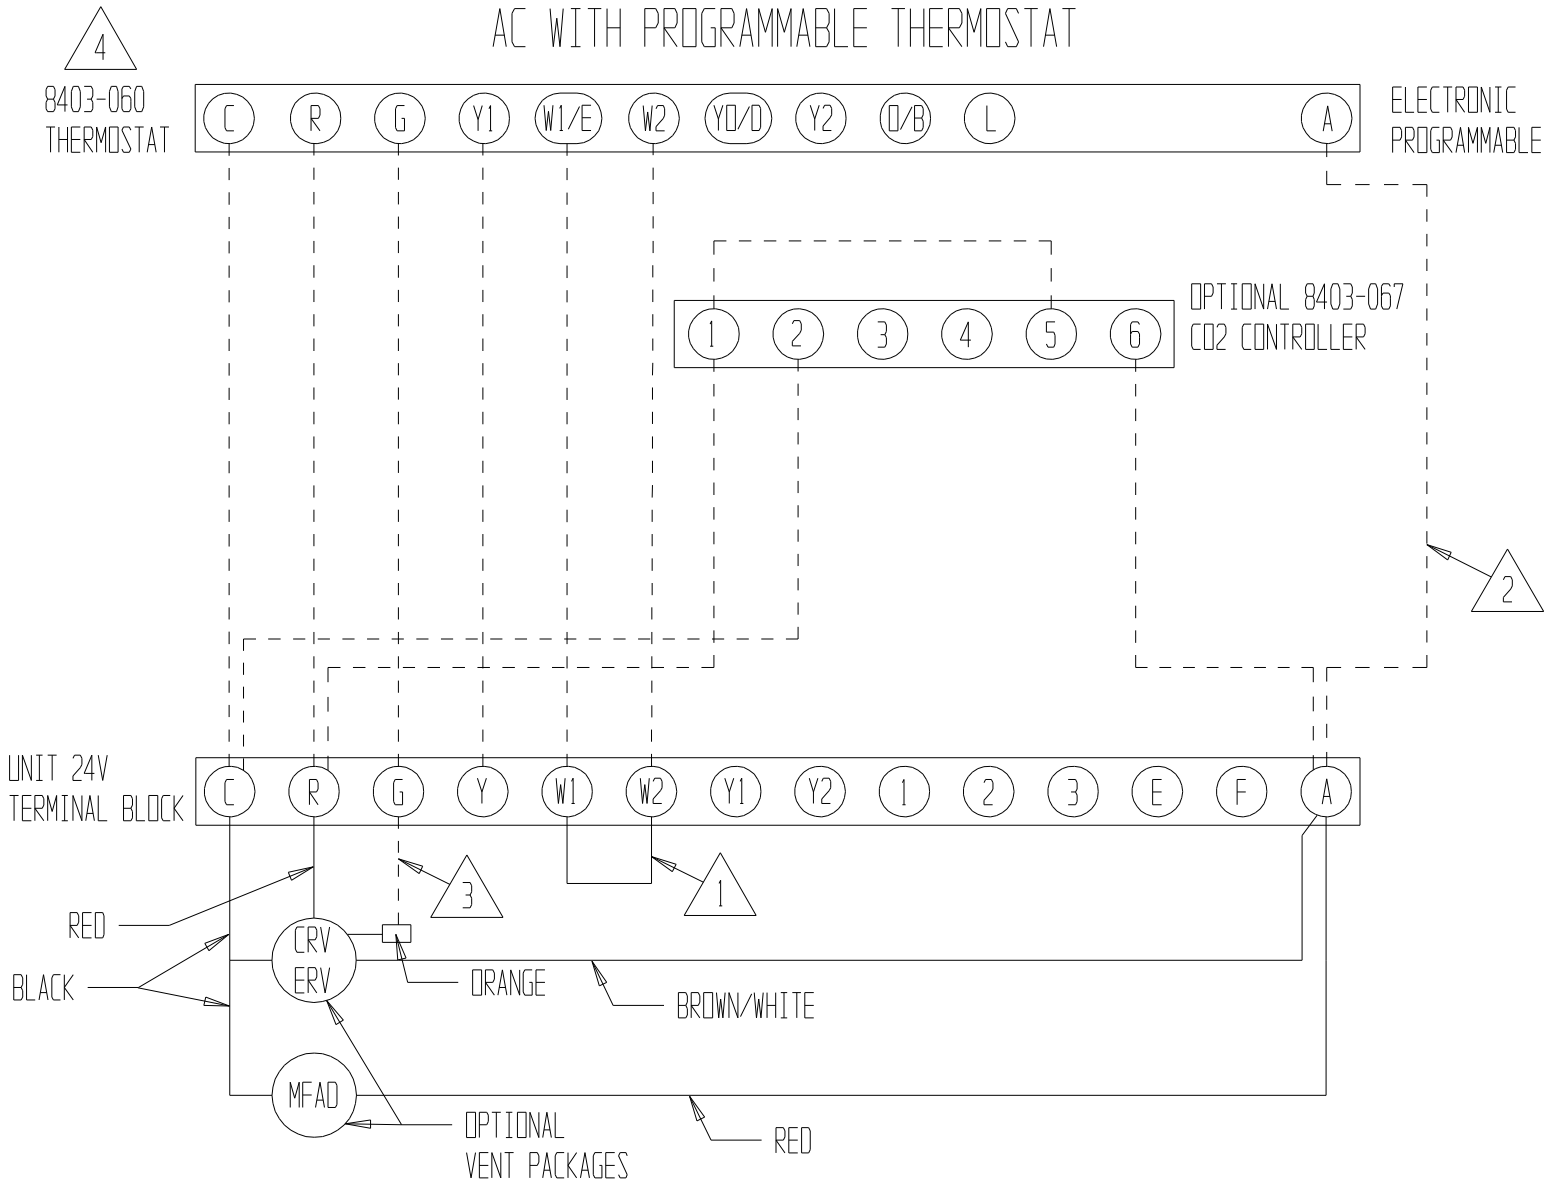 AC WITH PROGRAMMABLE THERMOSTAT
4
8403-060
THERMOSTAT
C R G Y1 W1/E W2 YO/D Y2 O/B L A
ELECTRONIC
PROGRAMMABLE
1 2 3 4 5 6
OPTIONAL 8403-067
CO2 CONTROLLER
2
UNIT 24V
TERMINAL BLOCK
C R G Y W1 W2 Y1 Y2 1 2 3 E F A
3
1
RED
CRV
ERV
BLACK
ORANGE
BROWN/WHITE
MFAD
OPTIONAL
VENT PACKAGES
RED